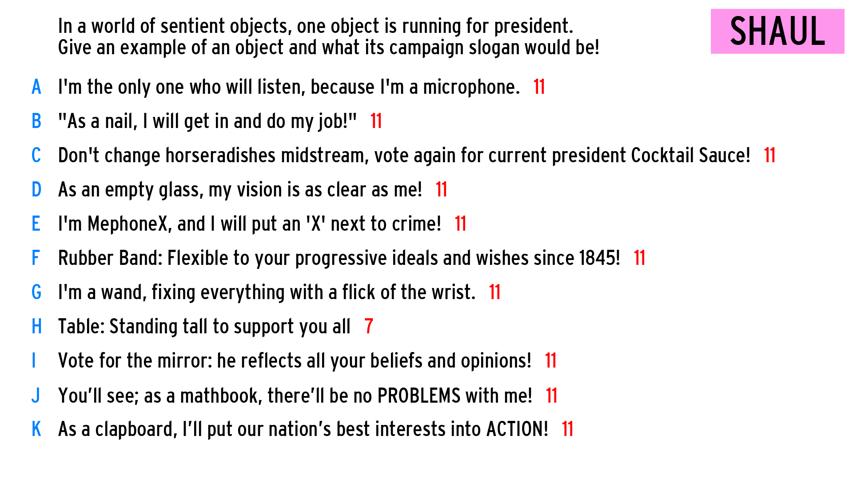 In a world of sentient objects, one object is running for president.
Give an example of an object and what its campaign slogan would be!
SHAUL
A I'm the only one who will listen, because I'm a microphone. 11
B "As a nail, I will get in and do my job!" 11
C Don't change horseradishes midstream, vote again for current president Cocktail Sauce! 11
D As an empty glass, my vision is as clear as me! 11
E I'm MephoneX, and I will put an 'X' next to crime! 11
F Rubber Band: Flexible to your progressive ideals and wishes since 1845! 11
G I'm a wand, fixing everything with a flick of the wrist. 11
H Table: Standing tall to support you all 7
I Vote for the mirror: he reflects all your beliefs and opinions! 11
J You’ll see; as a mathbook, there’ll be no PROBLEMS with me! 11
K As a clapboard, I’ll put our nation’s best interests into ACTION! 11